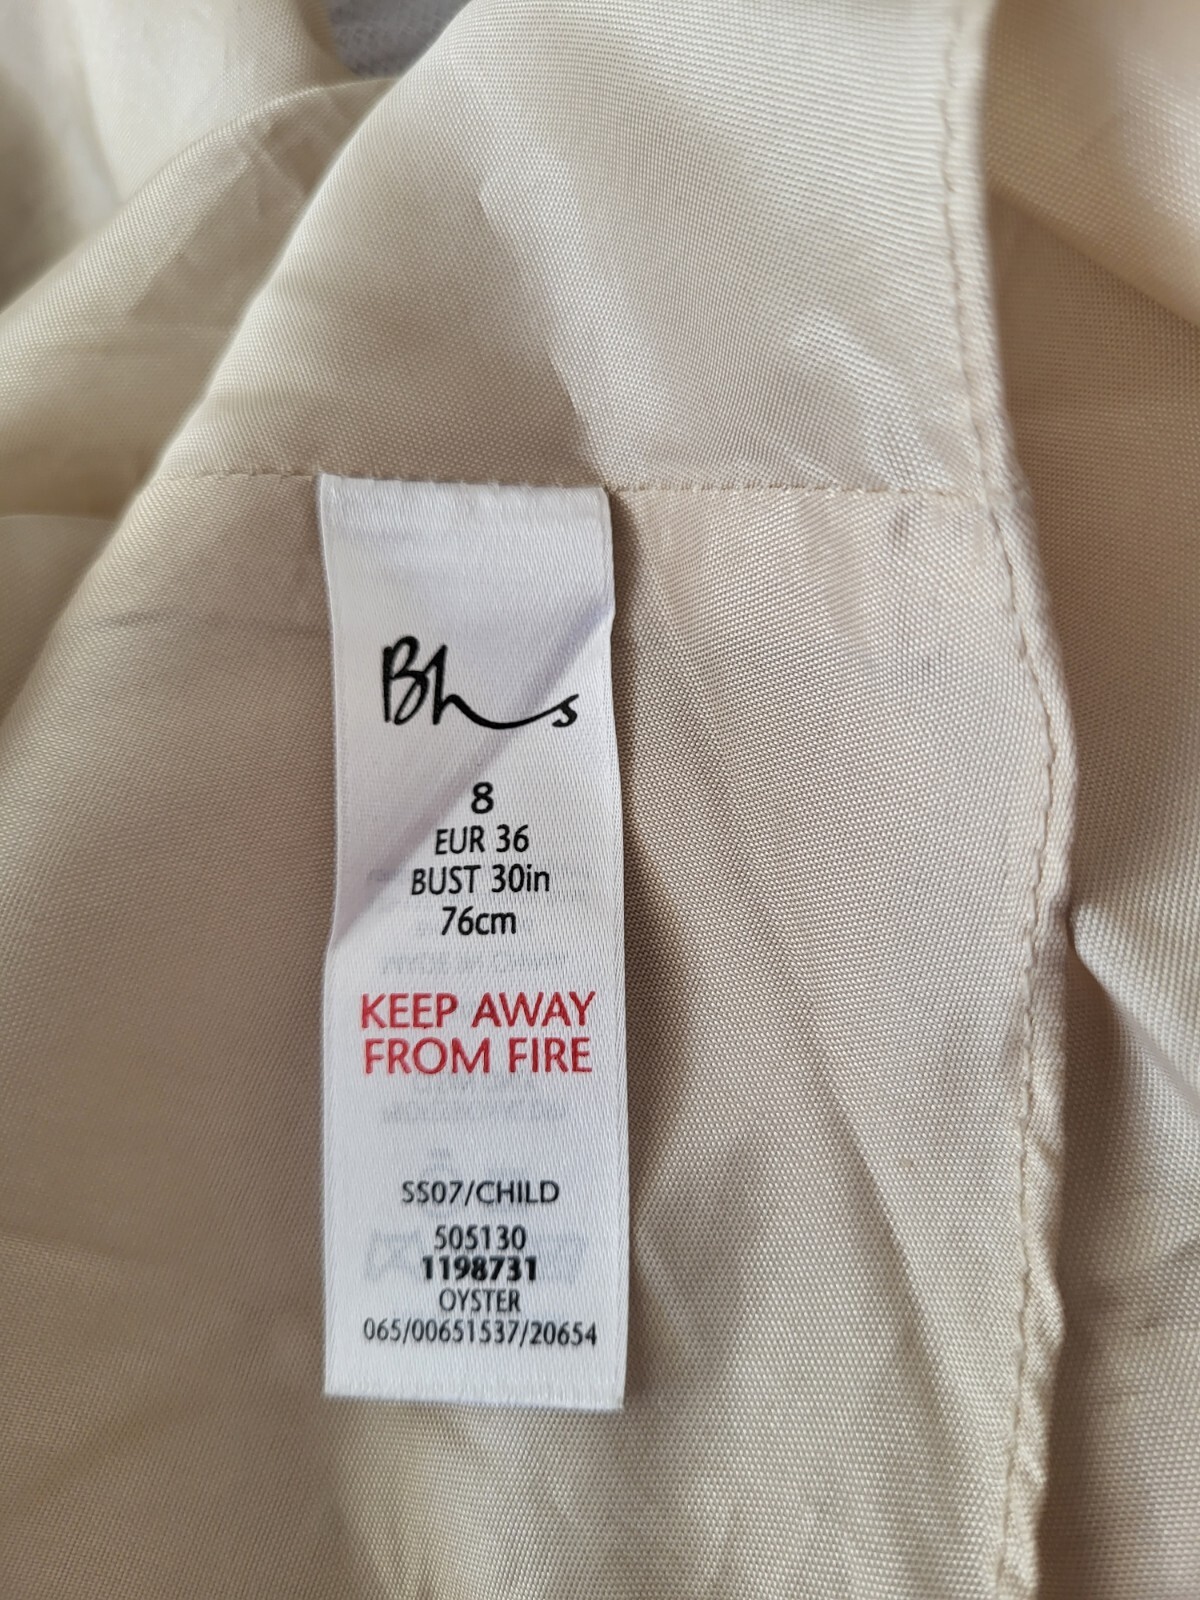 Bhs
8
EUR 36
BUST 30in
76cm
KEEP AWAY
FROM FIRE
SS07/CHILD
505130
1198731
OYSTER
065/00651537/20654